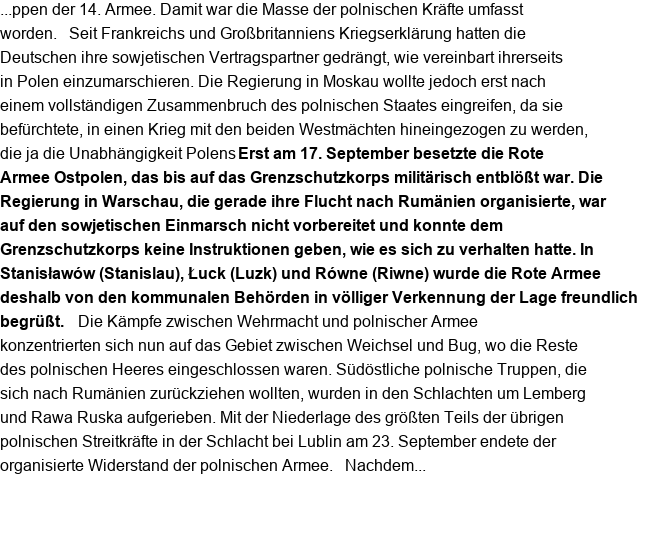 ...ppen der 14. Armee. Damit war die Masse der polnischen Kräfte umfasst
worden. Seit Frankreichs und Großbritanniens Kriegserklärung hatten die
Deutschen ihre sowjetischen Vertragspartner gedrängt, wie vereinbart ihrerseits
in Polen einzumarschieren. Die Regierung in Moskau wollte jedoch erst nach
einem vollständigen Zusammenbruch des polnischen Staates eingreifen, da sie
befürchtete, in einen Krieg mit den beiden Westmächten hineingezogen zu werden,
die ja die Unabhängigkeit Polens Erst am 17. September besetzte die Rote
Armee Ostpolen, das bis auf das Grenzschutzkorps militärisch entblößt war. Die
Regierung in Warschau, die gerade ihre Flucht nach Rumänien organisierte, war
auf den sowjetischen Einmarsch nicht vorbereitet und konnte dem
Grenzschutzkorps keine Instruktionen geben, wie es sich zu verhalten hatte. In
Stanisławów (Stanislau), Łuck (Luzk) und Równe (Riwne) wurde die Rote Armee
deshalb von den kommunalen Behörden in völliger Verkennung der Lage freundlich
begrüßt. Die Kämpfe zwischen Wehrmacht und polnischer Armee
konzentrierten sich nun auf das Gebiet zwischen Weichsel und Bug, wo die Reste
des polnischen Heeres eingeschlossen waren. Südöstliche polnische Truppen, die
sich nach Rumänien zurückziehen wollten, wurden in den Schlachten um Lemberg
und Rawa Ruska aufgerieben. Mit der Niederlage des größten Teils der übrigen
polnischen Streitkräfte in der Schlacht bei Lublin am 23. September endete der
organisierte Widerstand der polnischen Armee. Nachdem...